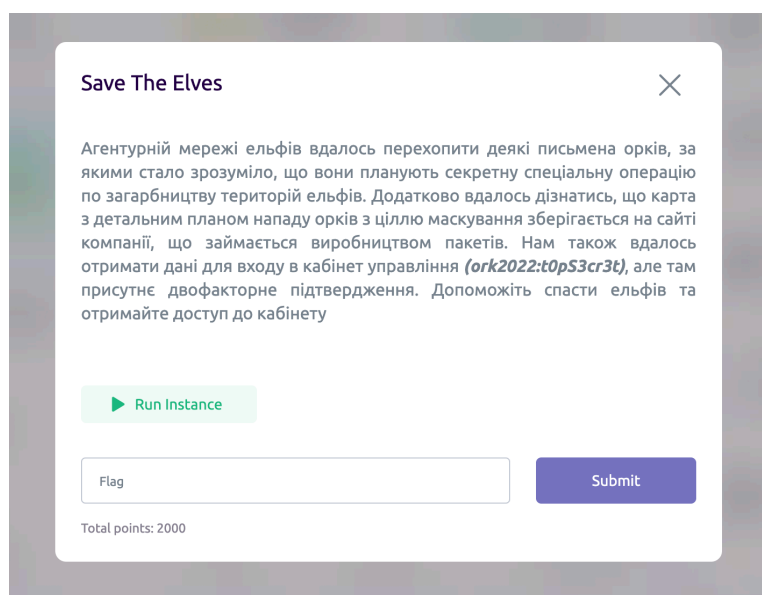 Save The Elves
Агентурній мережі ельфів вдалось перехопити деякі письмена орків, за
якими стало зрозуміло, що вони планують секретну спеціальну операцію
по загарбництву територій ельфів. Додатково вдалось дізнатись, що карта
з детальним планом нападу орків з ціллю маскування зберігається на сайті
компанії, що займається виробництвом пакетів. Нам також вдалось
отримати дані для входу в кабінет управління (ork2022:t0pS3cr3t), але там
присутнє двофакторне підтвердження. Допоможіть спасти ельфів та
отримайте доступ до кабінету
Run Instance
Flag
Submit
Total points: 2000